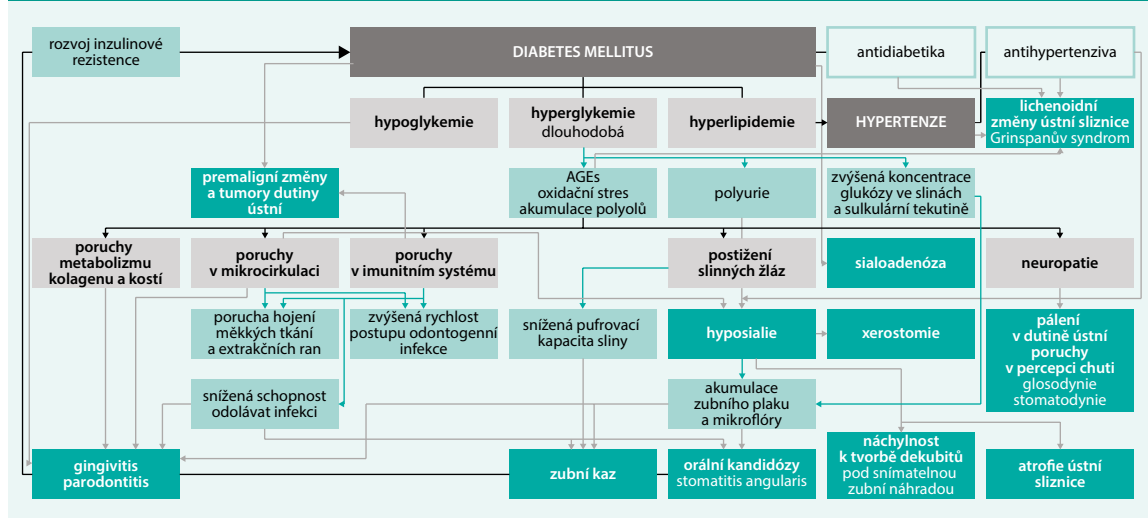 rozvoj inzulinové
rezistence
DIABETES MELLITUS
antidiabetika
antihypertenziva
hypoglykemie
hyperglykemie
dlouhodobá
hyperlipidemie
HYPERTENZE
lichenoidní
změny ústní sliznice
Grinspanův syndrom
premaligní změny
a tumory dutiny
ústní
AGEs
oxidační stres
akumulace polyolů
polyurie
zvýšená koncentrace
glukózy ve slinách
a sulkulární tekutině
poruchy
metabolizmu
kolagenu a kostí
poruchy
v mikrocirkulaci
poruchy
v imunitním systému
postižení
slinných žláz
sialoadenóza
neuropatie
porucha hojení
měkkých tkání
a extrakčních ran
zvýšená rychlost
postupu odontogenní
infekce
snížená pufrovací
kapacita sliny
hyposialie
xerostomie
pálení
v dutině ústní
poruchy
v percepci chuti
glosodynie
stomatodynie
snížená schopnost
odolávat infekci
akumulace
zubního plaku
a mikroflóry
gingivitis
parodontitis
zubní kaz
orální kandidózy
stomatitis angularis
náchylnost
k tvorbě dekubitů
pod snímatelnou
zubní náhradou
atrofie ústní
sliznice